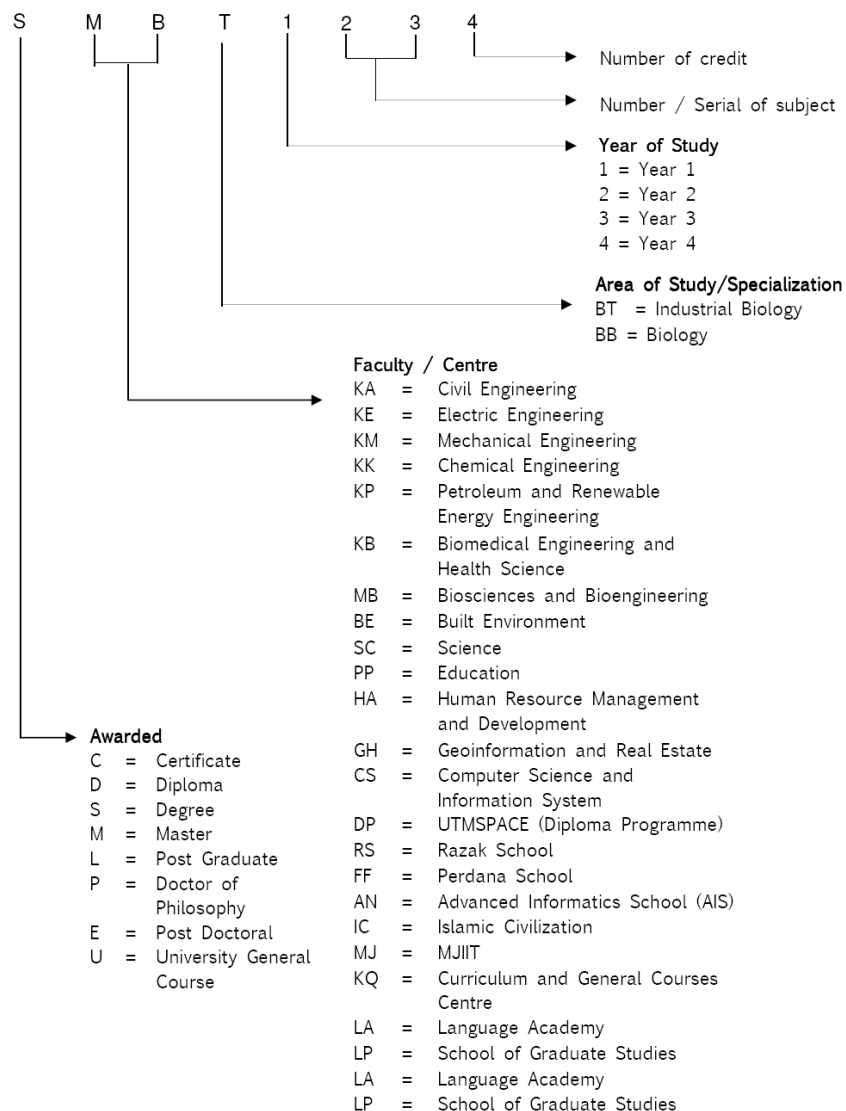 S M B T 1 2 3 4
Number of credit
Number / Serial of subject
Year of Study
1 = Year 1
2 = Year 2
3 = Year 3
4 = Year 4
Area of Study/Specialization
BT = Industrial Biology
BB = Biology
Faculty / Centre
KA = Civil Engineering
KE = Electric Engineering
KM = Mechanical Engineering
KK = Chemical Engineering
KP = Petroleum and Renewable
Energy Engineering
KB = Biomedical Engineering and
Health Science
MB = Biosciences and Bioengineering
BE = Built Environment
SC = Science
PP = Education
HA = Human Resource Management
and Development
GH = Geoinformation and Real Estate
CS = Computer Science and
Information System
DP = UTMSPACE (Diploma Programme)
RS = Razak School
FF = Perdana School
AN = Advanced Informatics School (AIS)
IC = Islamic Civilization
MJ = MJIIT
KQ = Curriculum and General Courses
Centre
LA = Language Academy
LP = School of Graduate Studies
LA = Language Academy
LP = School of Graduate Studies
Awarded
C = Certificate
D = Diploma
S = Degree
M = Master
L = Post Graduate
P = Doctor of
Philosophy
E = Post Doctoral
U = University General
Course